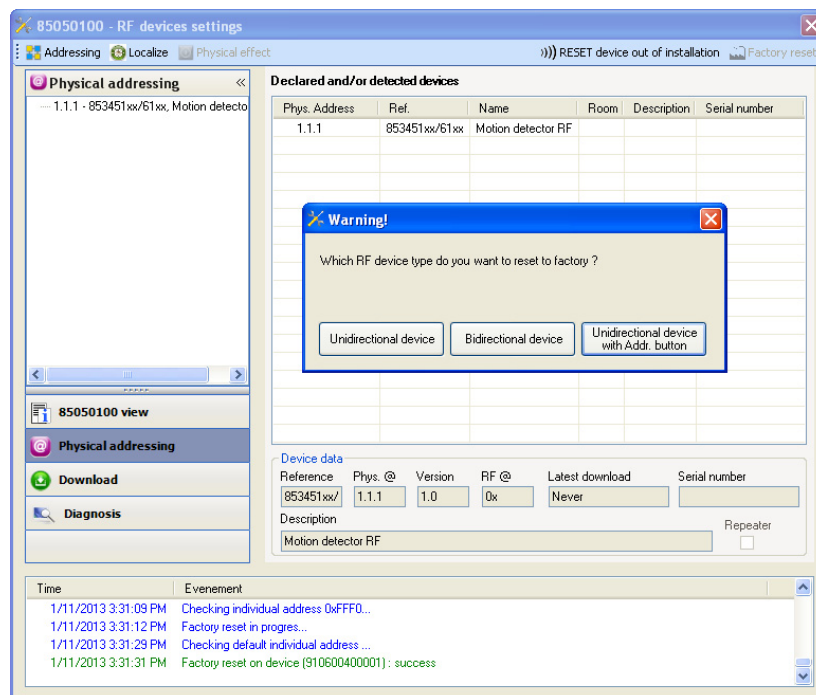 85050100 - RF devices settings
Addressing Localize Physical effect ))) RESET device out of installation Factory reset
Physical addressing «
1.1.1 - 853451xx/61xx, Motion detecto
Declared and/or detected devices
Phys. Address Ref. Name Room Description Serial number
1.1.1 853451xx/61xx Motion detector RF
Warning!
Which RF device type do you want to reset to factory ?
Unidirectional device Bidirectional device Unidirectional device
with Addr. button
85050100 view
Physical addressing
Download
Diagnosis
Device data
Reference Phys. @ Version RF @ Latest download Serial number
853451xx/ 1.1.1 1.0 0x Never
Description
Motion detector RF
Repeater
Time Evenement
1/11/2013 3:31:09 PM Checking individual address 0xFFF0...
1/11/2013 3:31:12 PM Factory reset in progres...
1/11/2013 3:31:29 PM Checking default individual address ...
1/11/2013 3:31:31 PM Factory reset on device (910600400001) : success